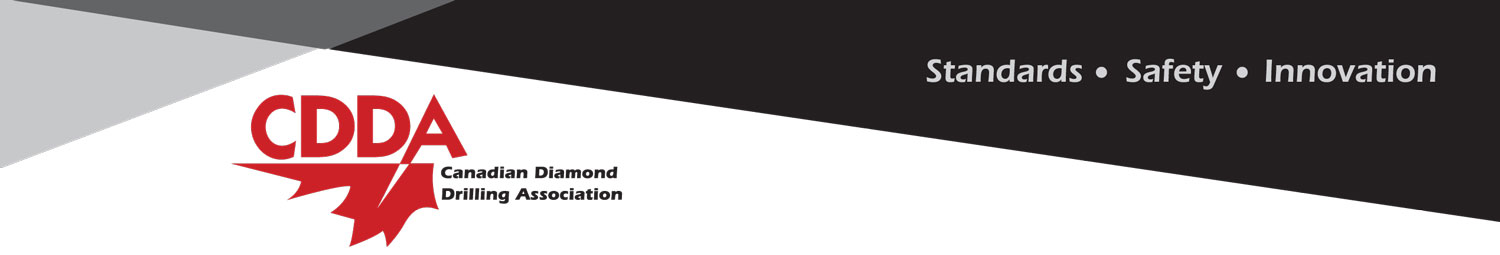 Standards • Safety • Innovation
CDDA
Canadian Diamond
Drilling Association